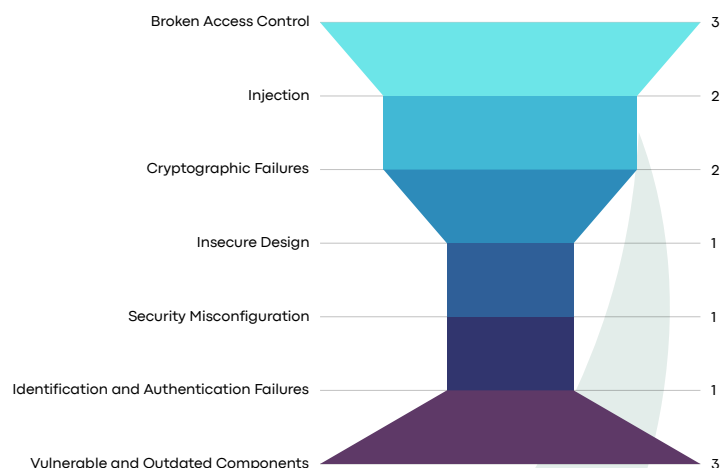 Broken Access Control 3
Injection 2
Cryptographic Failures 2
Insecure Design 1
Security Misconfiguration 1
Identification and Authentication Failures 1
Vulnerable and Outdated Components 3